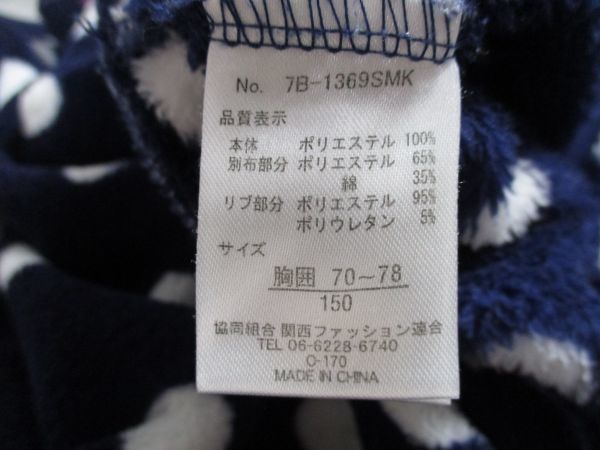 No. 7B-1369SMK
品質表示
本体 ポリエステル 100%
別布部分 ポリエステル 65%
綿 35%
リブ部分 ポリエステル 95%
ポリウレタン 5%
サイズ
胸囲 70〜78
150
協同組合 関西ファッション連合
TEL 06-6228-6740
O-170
MADE IN CHINA